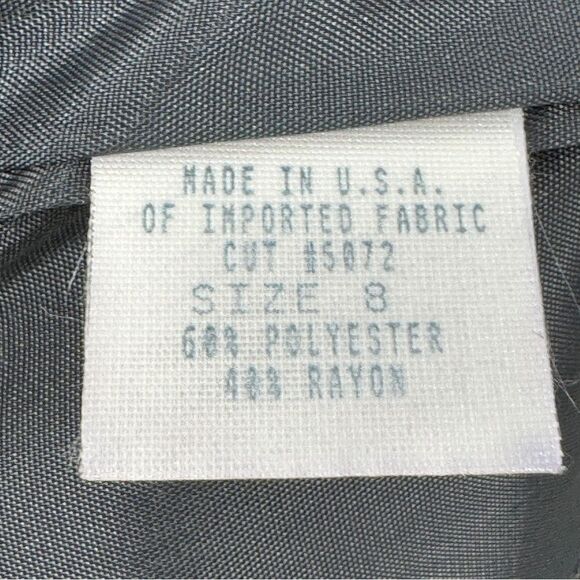 MADE IN U.S.A.
OF IMPORTED FABRIC
CUT #5072
SIZE 8
60% POLYESTER
40% RAYON